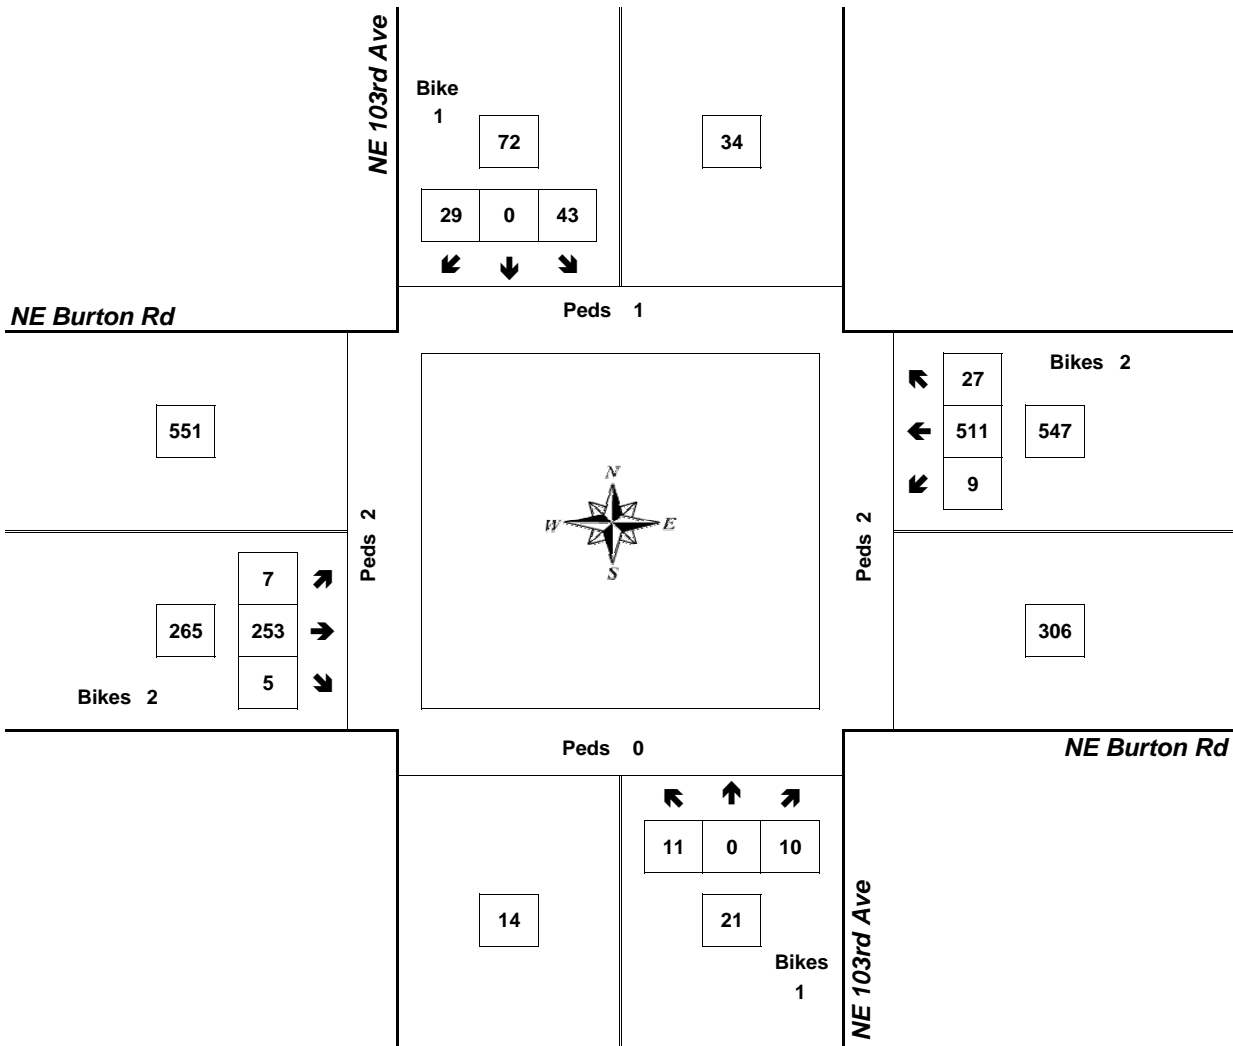 NE 103rd Ave
Bike
1
72
34
29 0 43
Peds 1
NE Burton Rd
27
Bikes 2
551
511
547
9
N
W E
S
Peds 2
Peds 2
7
265
253
306
5
Bikes 2
Peds 0
NE Burton Rd
11 0 10
14
21
Bikes
1
NE 103rd Ave